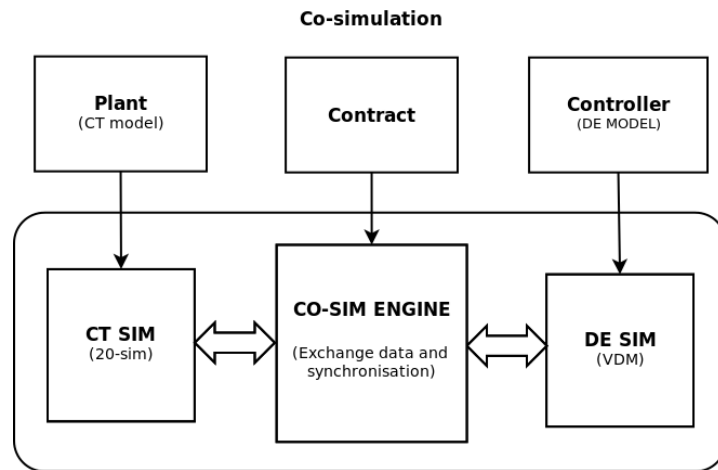 Co-simulation
Plant
(CT model)
Contract
Controller
(DE MODEL)
CT SIM
(20-sim)
CO-SIM ENGINE
(Exchange data and
synchronisation)
DE SIM
(VDM)